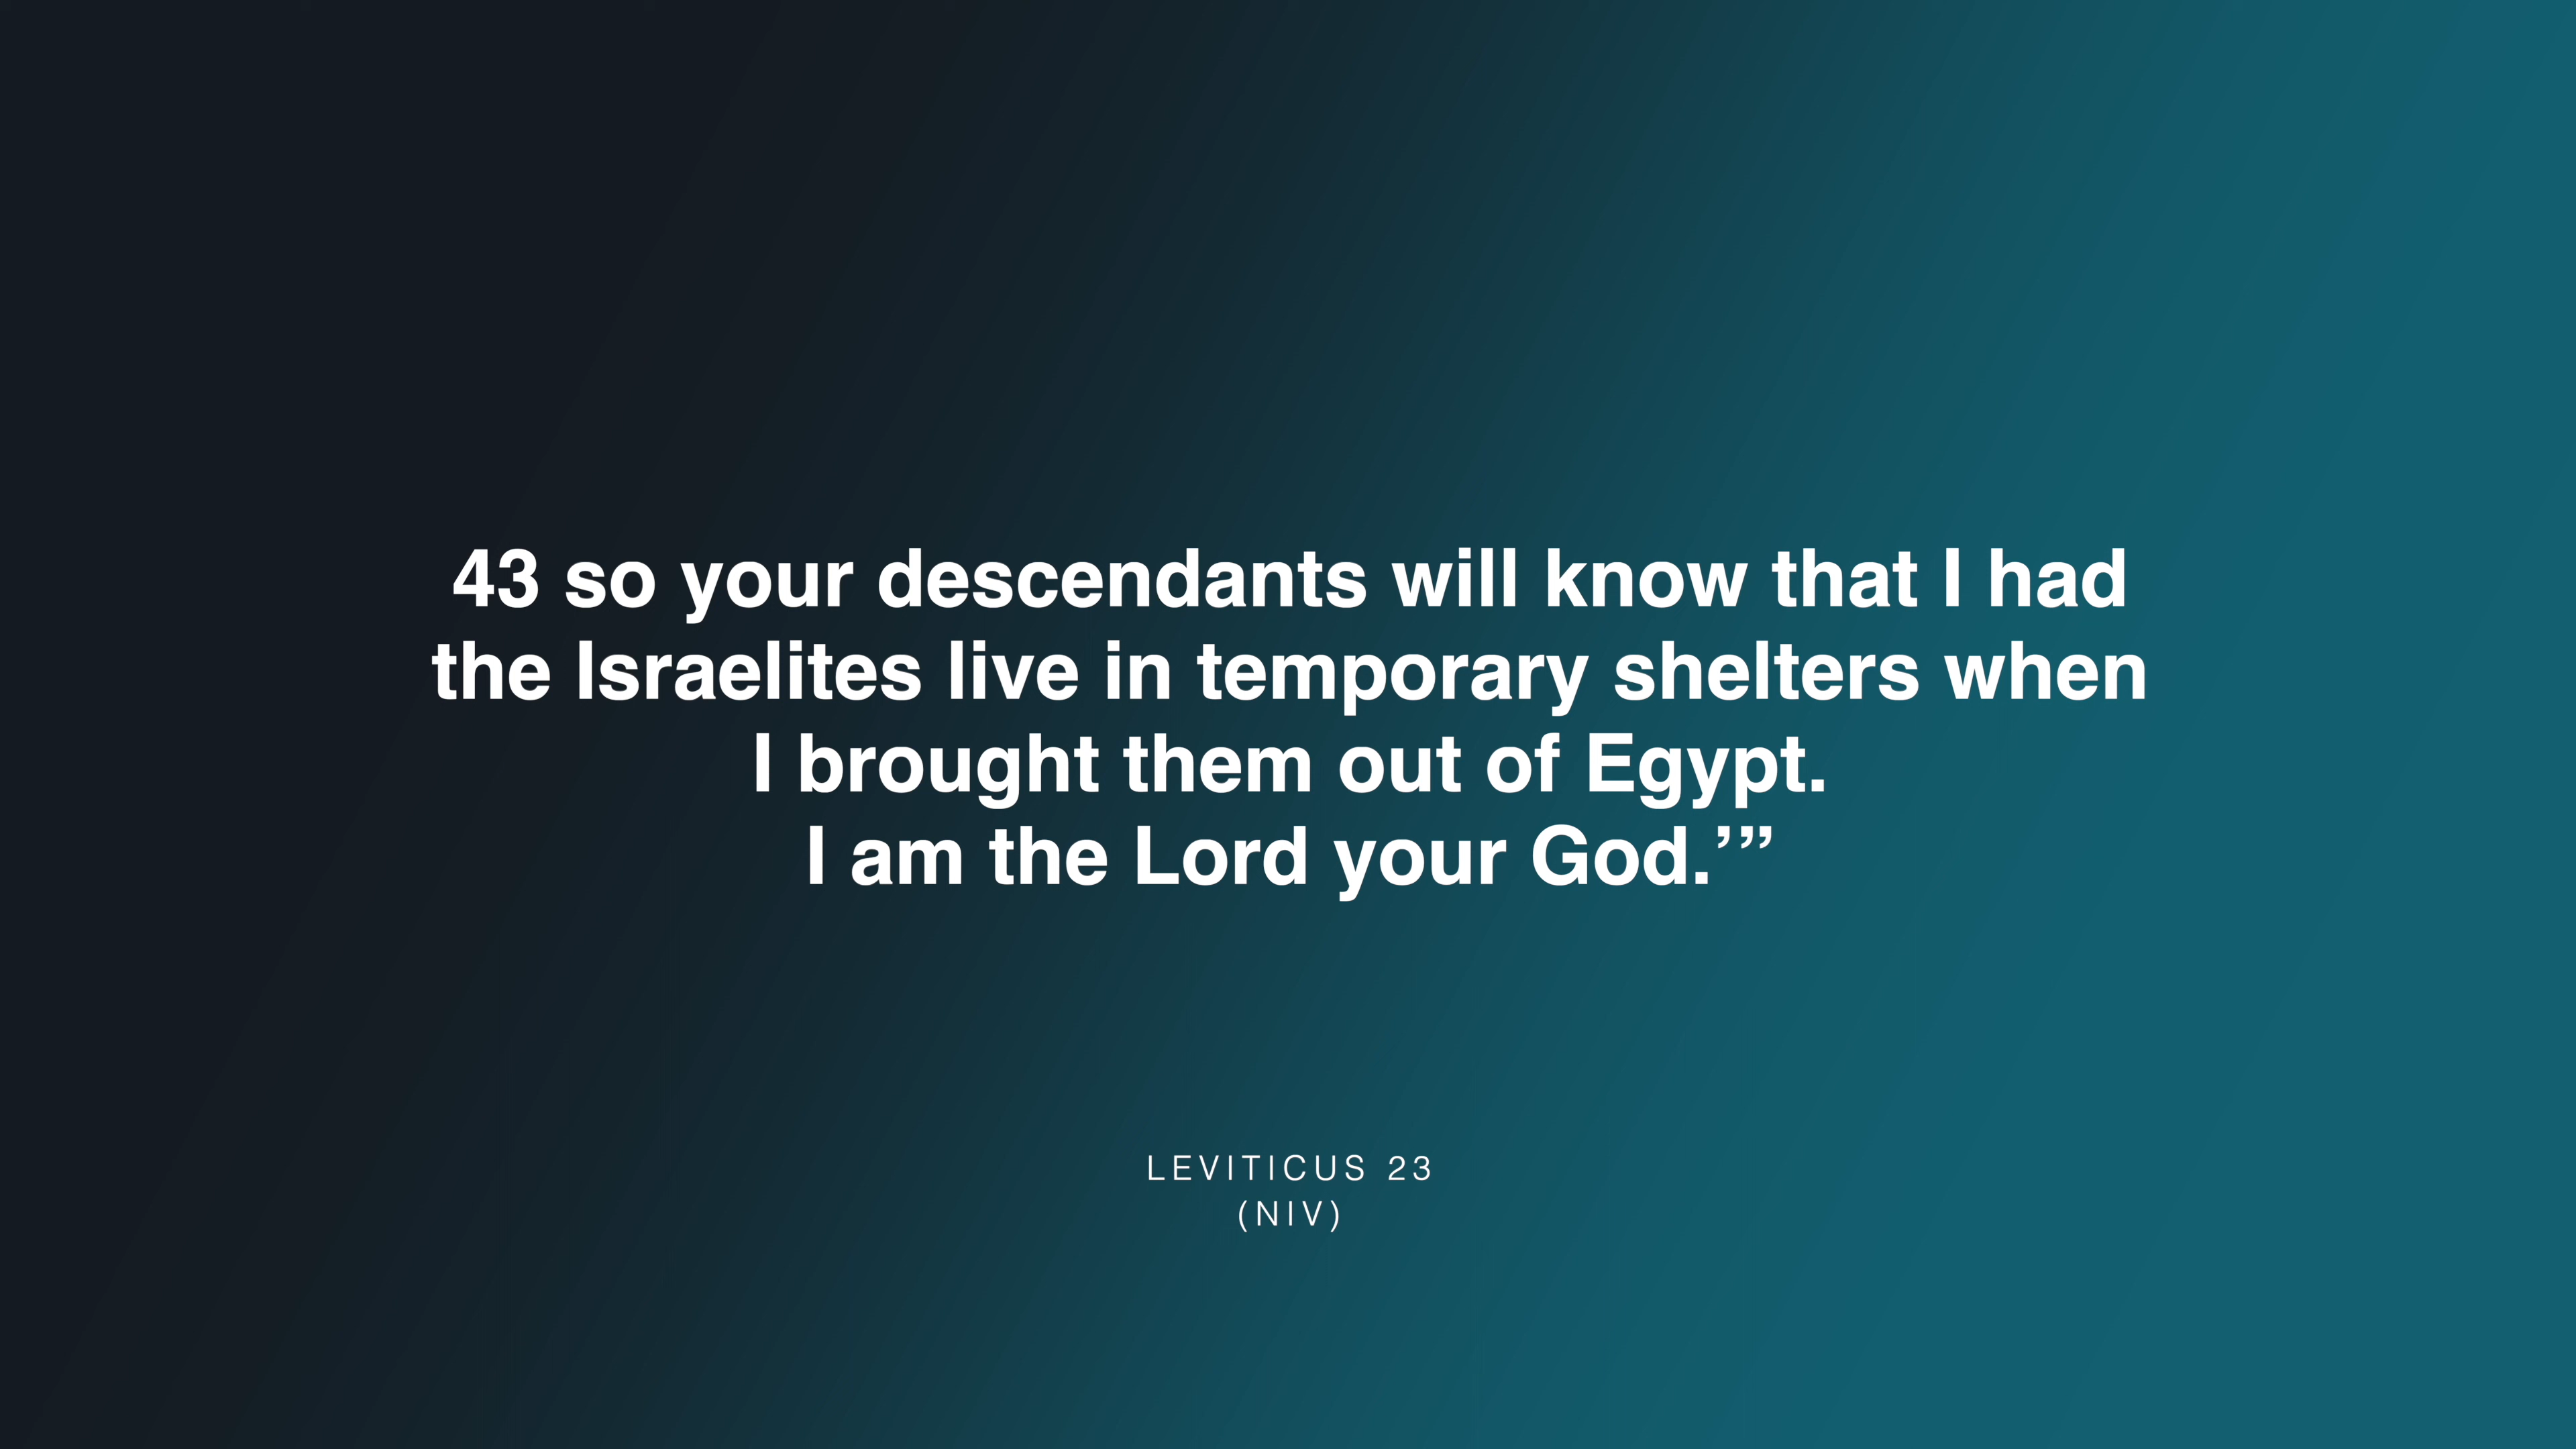 43 so your descendants will know that I had
the Israelites live in temporary shelters when
I brought them out of Egypt.
I am the Lord your God.’”
LEVITICUS 23
(NIV)